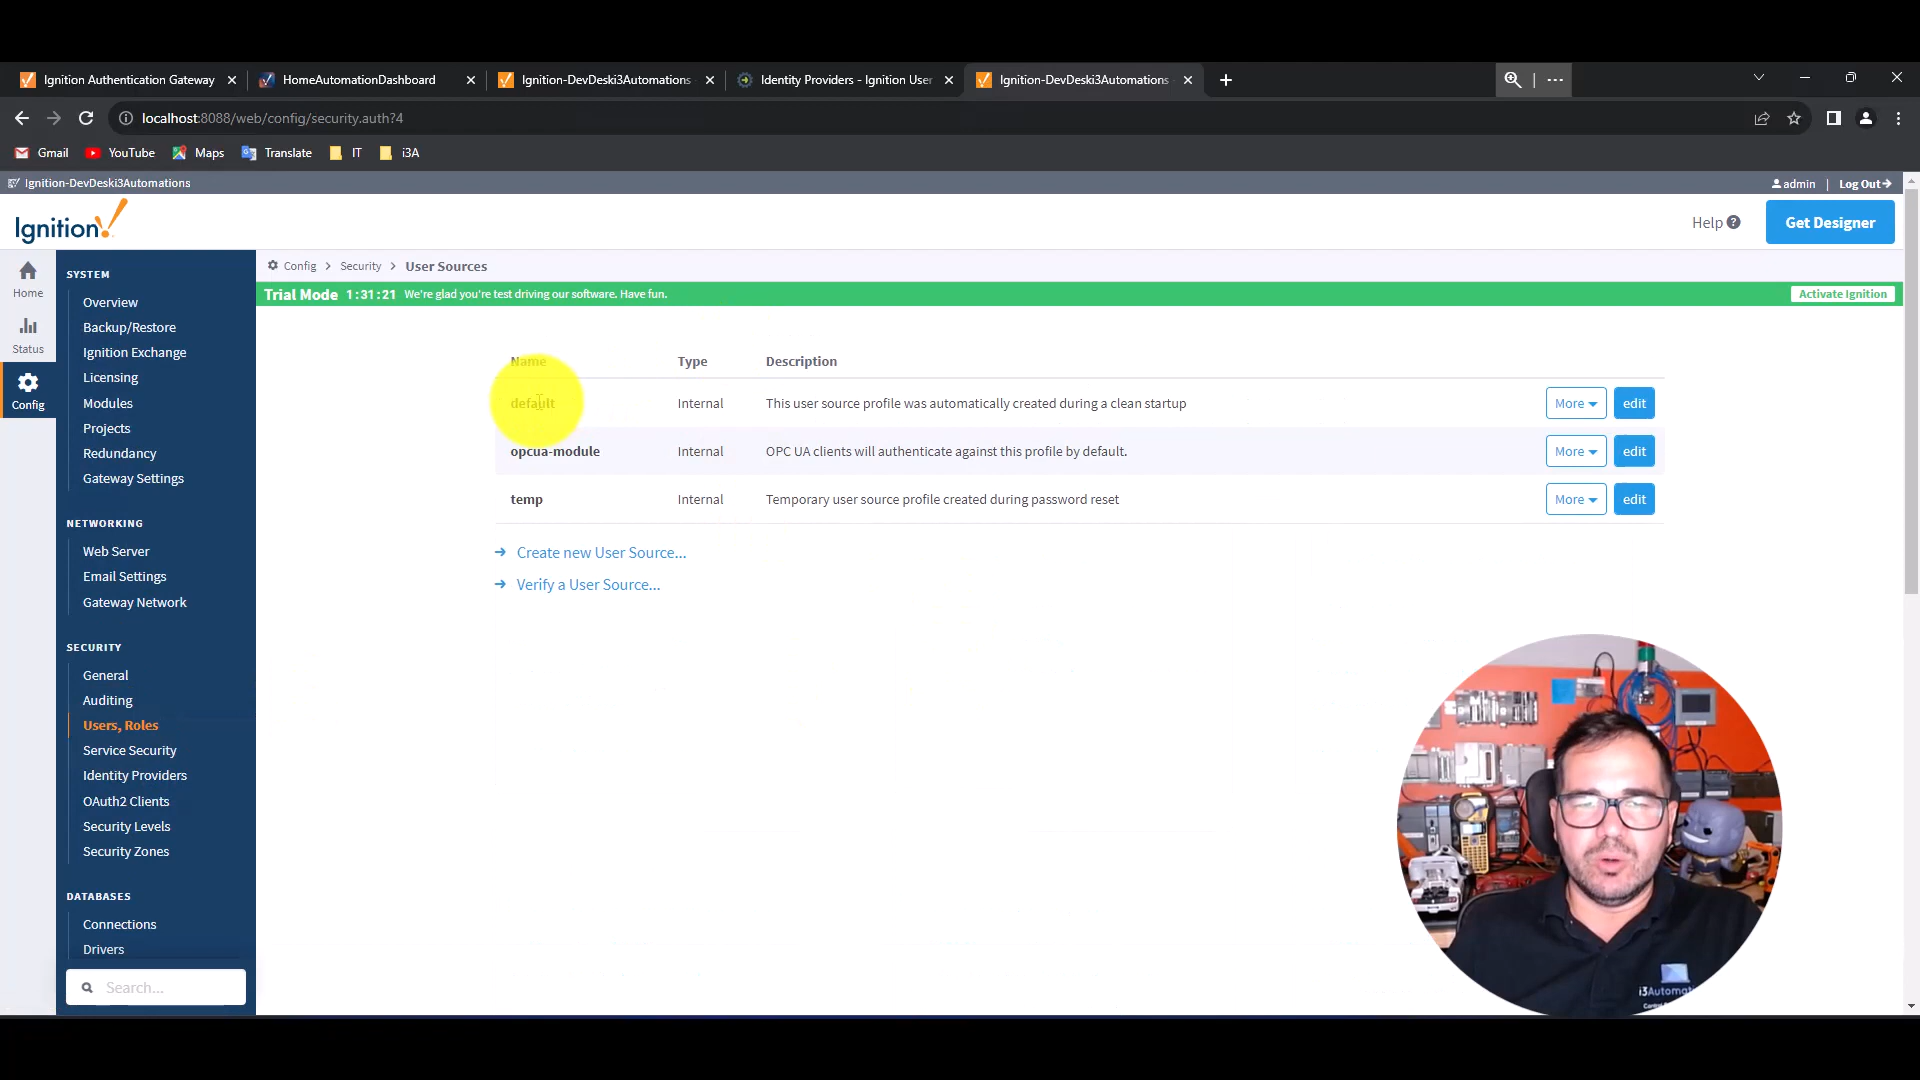 Ignition Authentication Gateway
HomeAutomationDashboard
Ignition-DevDeski3Automations
Identity Providers - Ignition User
Ignition-DevDeski3Automations
localhost:8088/web/config/security.auth?4
Gmail
YouTube
Maps
Translate
IT
i3A
Ignition-DevDeski3Automations
admin | Log Out
Ignition!
Help
Get Designer
Home
Status
Config
SYSTEM
Overview
Backup/Restore
Ignition Exchange
Licensing
Modules
Projects
Redundancy
Gateway Settings
NETWORKING
Web Server
Email Settings
Gateway Network
SECURITY
General
Auditing
Users, Roles
Service Security
Identity Providers
OAuth2 Clients
Security Levels
Security Zones
DATABASES
Connections
Drivers
Search...
Config > Security > User Sources
Trial Mode 1:31:21 We're glad you're test driving our software. Have fun.
Activate Ignition
Name Type Description
default Internal This user source profile was automatically created during a clean startup More edit
opcua-module Internal OPC UA clients will authenticate against this profile by default. More edit
temp Internal Temporary user source profile created during password reset More edit
Create new User Source...
Verify a User Source...